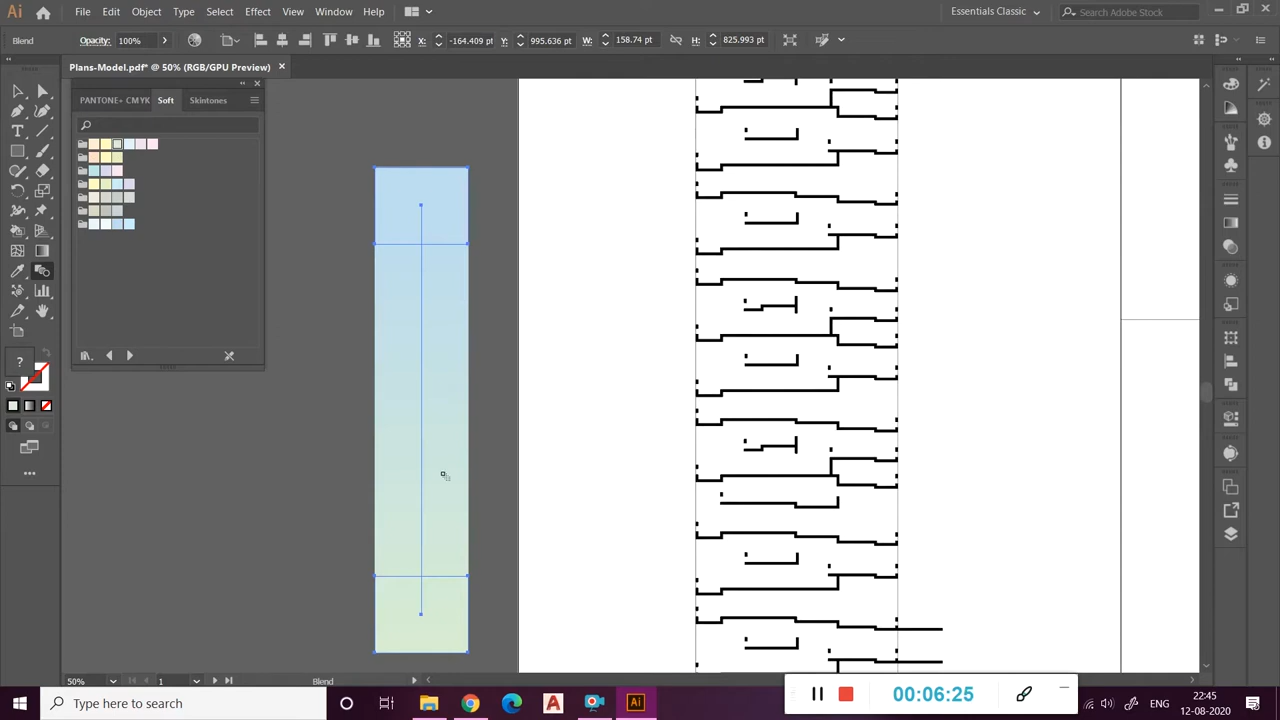 Ai File Edit Object Type Select Effect View Window Help Essentials Classic Search Adobe Stock
Blend Opacity: 100% X: -164.409 pt Y: 995.636 pt W: 158.74 pt H: 825.993 pt
Plans-Model.pdf* @ 50% (RGB/GPU Preview)
PANTONE+ CMYK Soft Skintones
?
50% 1 Blend
Type here to search
A Ai
00:06:25
ENG
22:45
12-08-2020